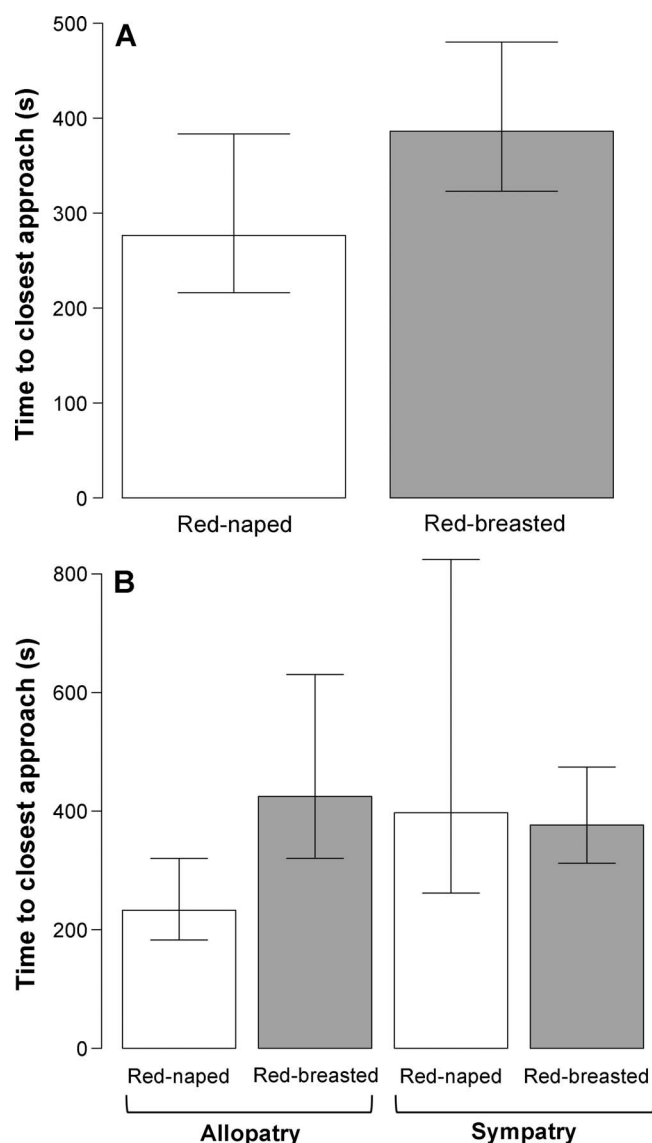 A
Time to closest approach (s)
500
400
300
200
100
0
Red-naped Red-breasted
B
Time to closest approach (s)
800
600
400
200
0
Red-naped Red-breasted Red-naped Red-breasted
Allopatry Sympatry